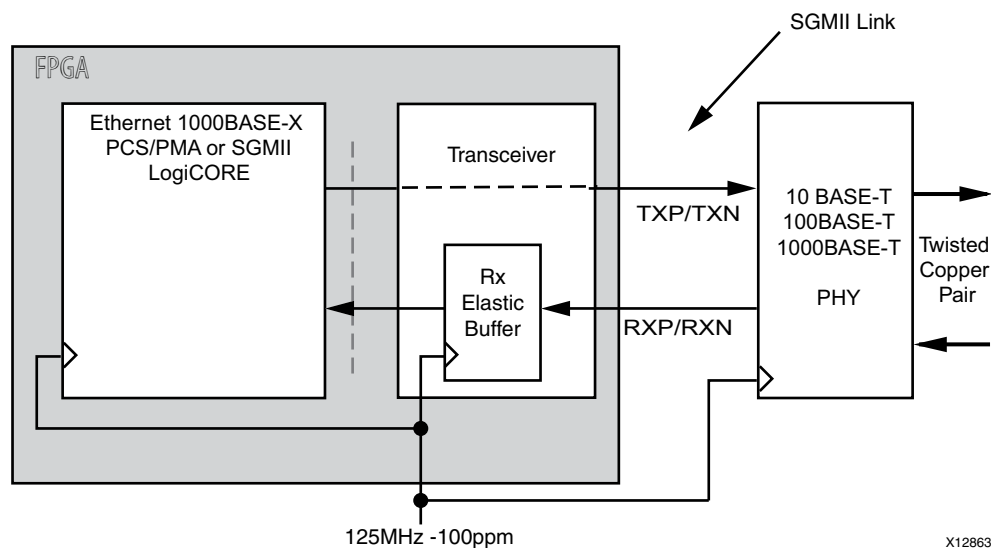 SGMII Link
FPGA
Ethernet 1000BASE-X
PCS/PMA or SGMII
LogiCORE
Transceiver
TXP/TXN
10 BASE-T
100BASE-T
1000BASE-T
PHY
Twisted
Copper
Pair
Rx
Elastic
Buffer
RXP/RXN
125MHz -100ppm
X12863